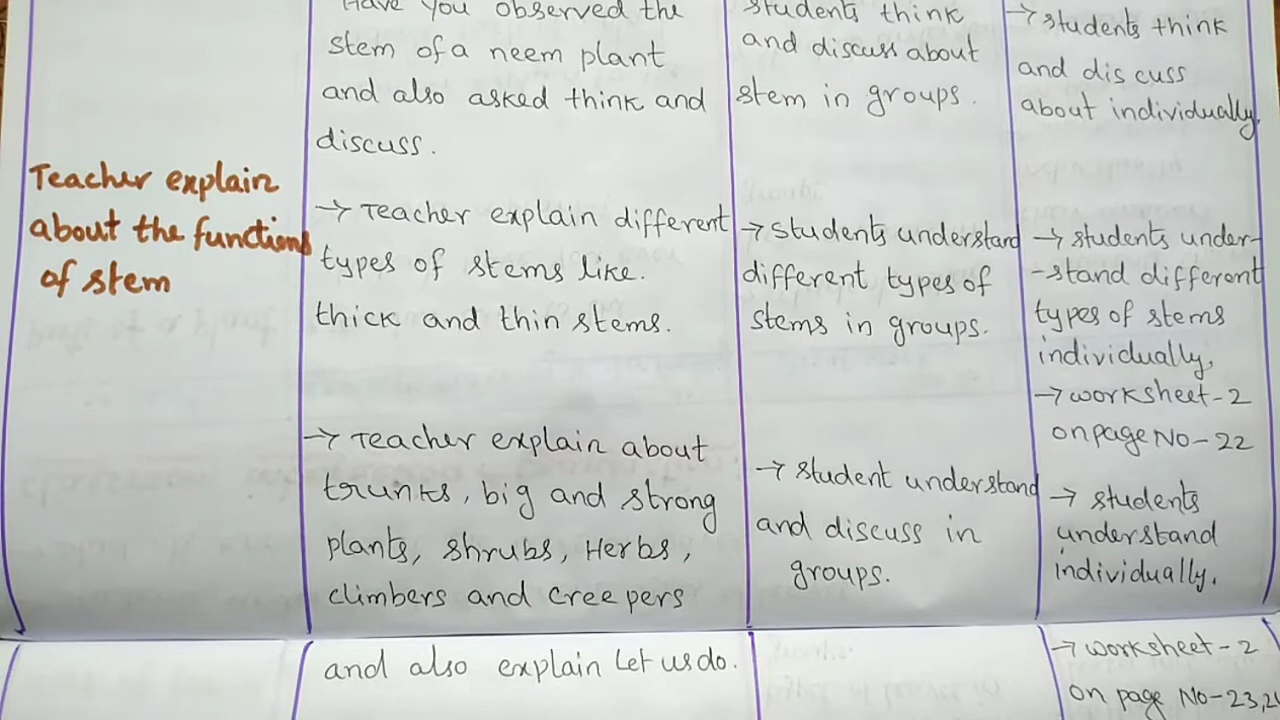 Teacher explain
about the functions
of stem
Have you observed the
stem of a neem plant
and also asked think and
discuss.
→ Teacher explain different
types of stems like.
thick and thin stems.
→ Teacher explain about
trunks, big and strong
plants, shrubs, Herbs,
climbers and creepers
and also explain Let us do.
students think
and discuss about
stem in groups.
→ students understand
different types of
stems in groups.
→ student understand
and discuss in
groups.
→ students think
and discuss
about individually.
→ students under-
-stand different
types of stems
individually.
→ worksheet-2
on page No-22
→ students
understand
individually.
→ worksheet-2
on page No-23,